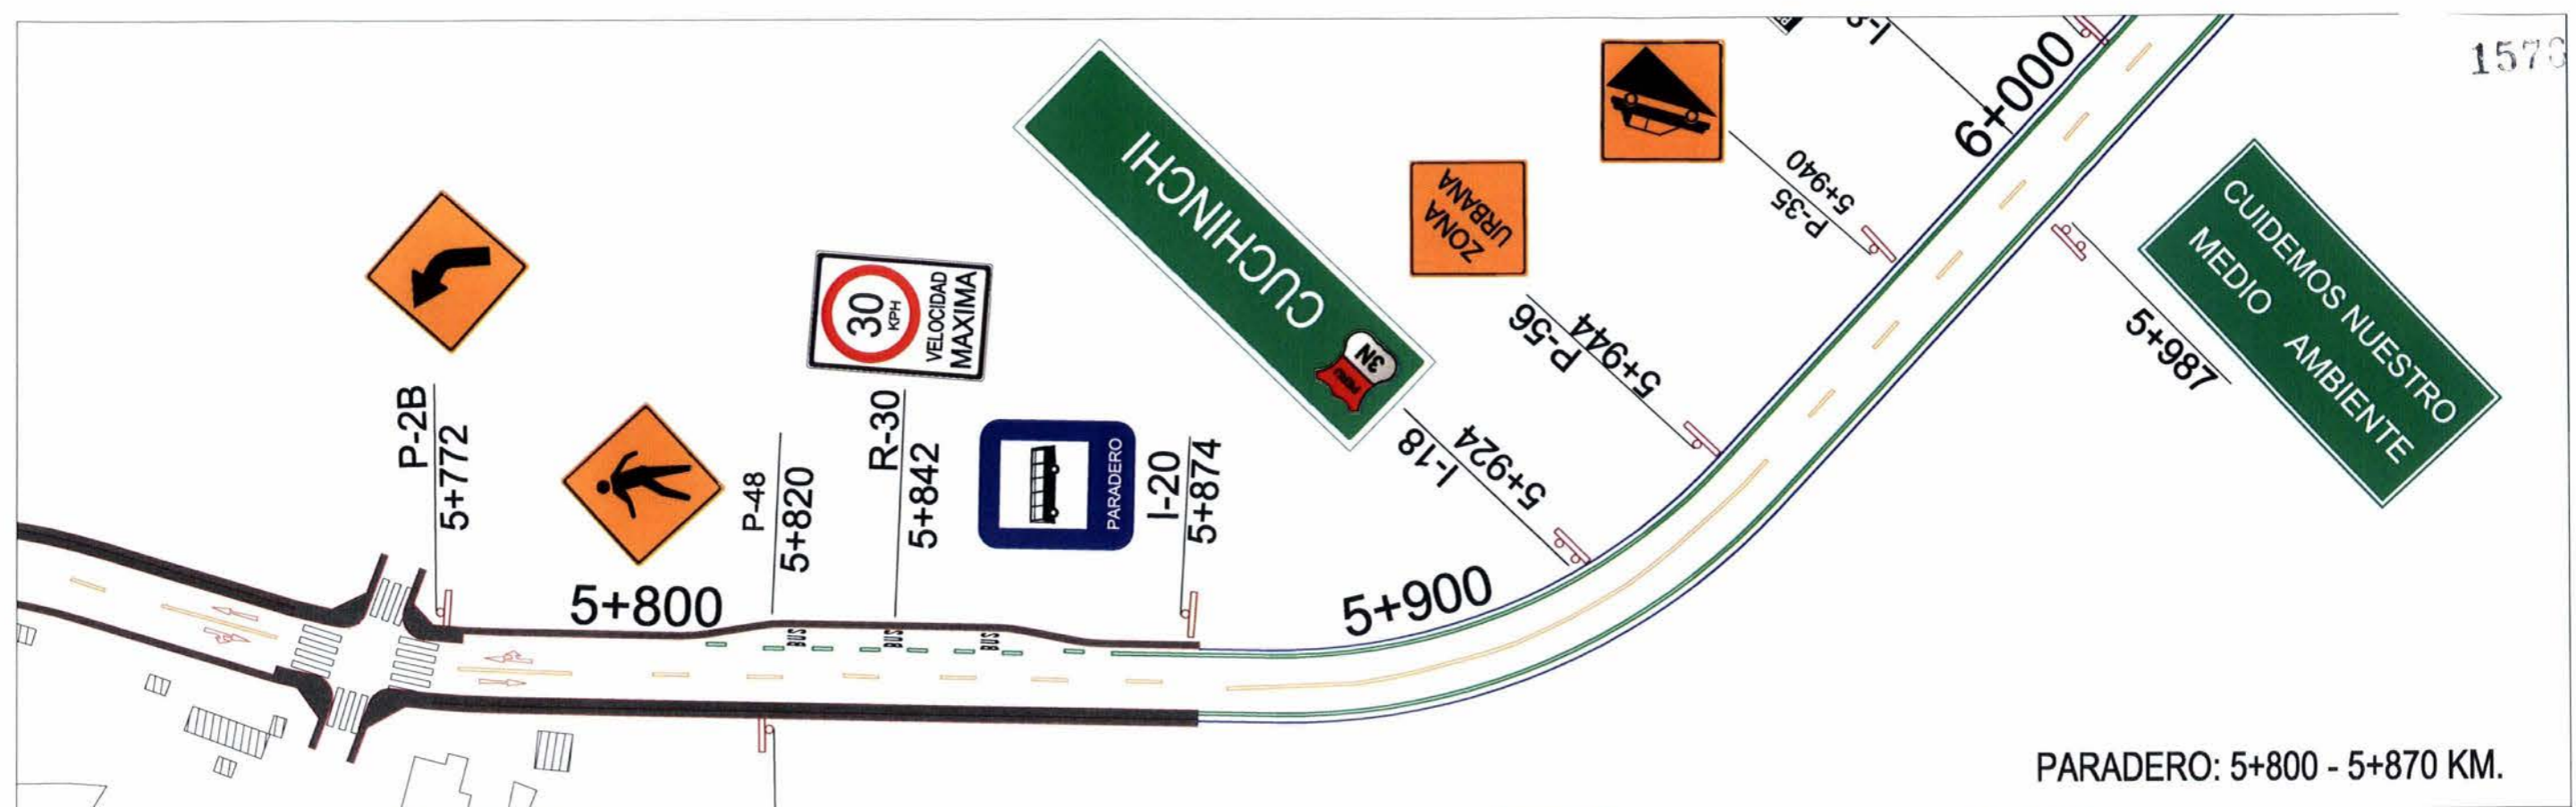 1576
6+000
P-35
5+940
CUIDEMOS NUESTRO
MEDIO AMBIENTE
5+987
ZONA
URBANA
P-56
5+944
CUCHINCHI
PERU
3N
I-18
5+924
5+900
30
KPH
VELOCIDAD
MAXIMA
R-30
5+842
PARADERO
I-20
5+874
P-2B
5+772
P-48
5+820
5+800
BUS
BUS
BUS
PARADERO: 5+800 - 5+870 KM.